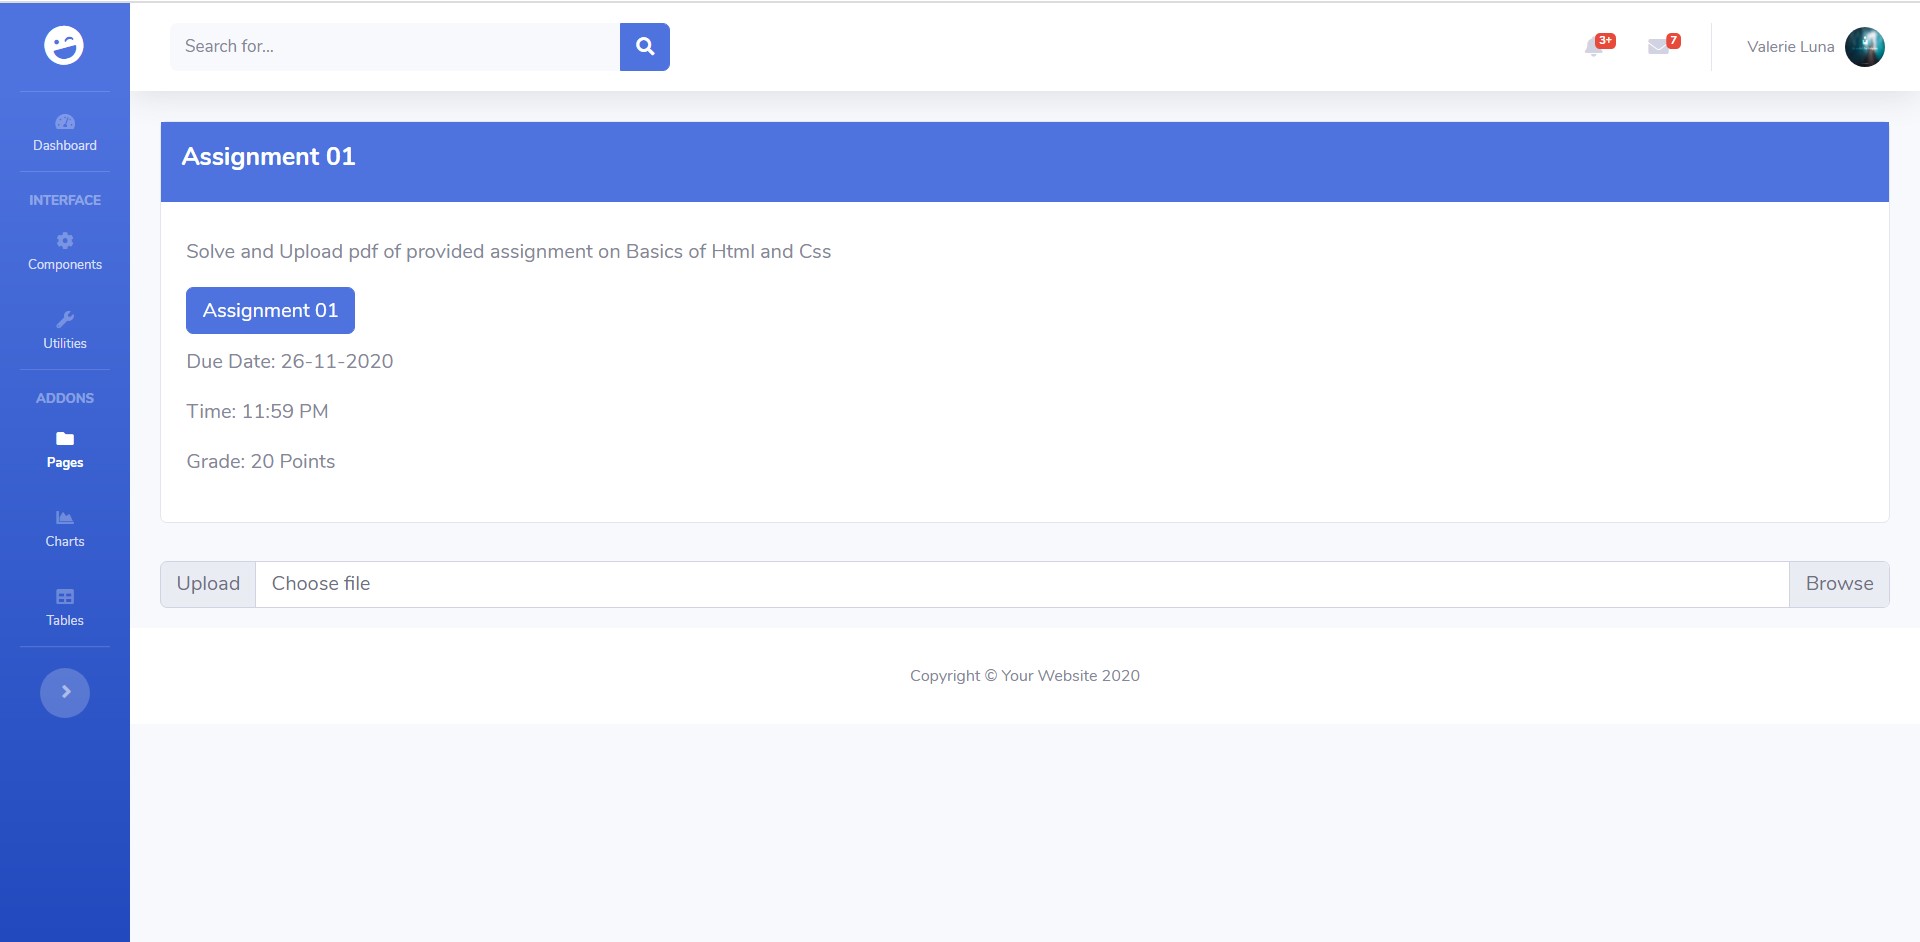 Search for...
3+
7
Valerie Luna
Dashboard
INTERFACE
Components
Utilities
ADDONS
Pages
Charts
Tables
Assignment 01
Solve and Upload pdf of provided assignment on Basics of Html and Css
Assignment 01
Due Date: 26-11-2020
Time: 11:59 PM
Grade: 20 Points
Upload
Choose file
Browse
Copyright © Your Website 2020